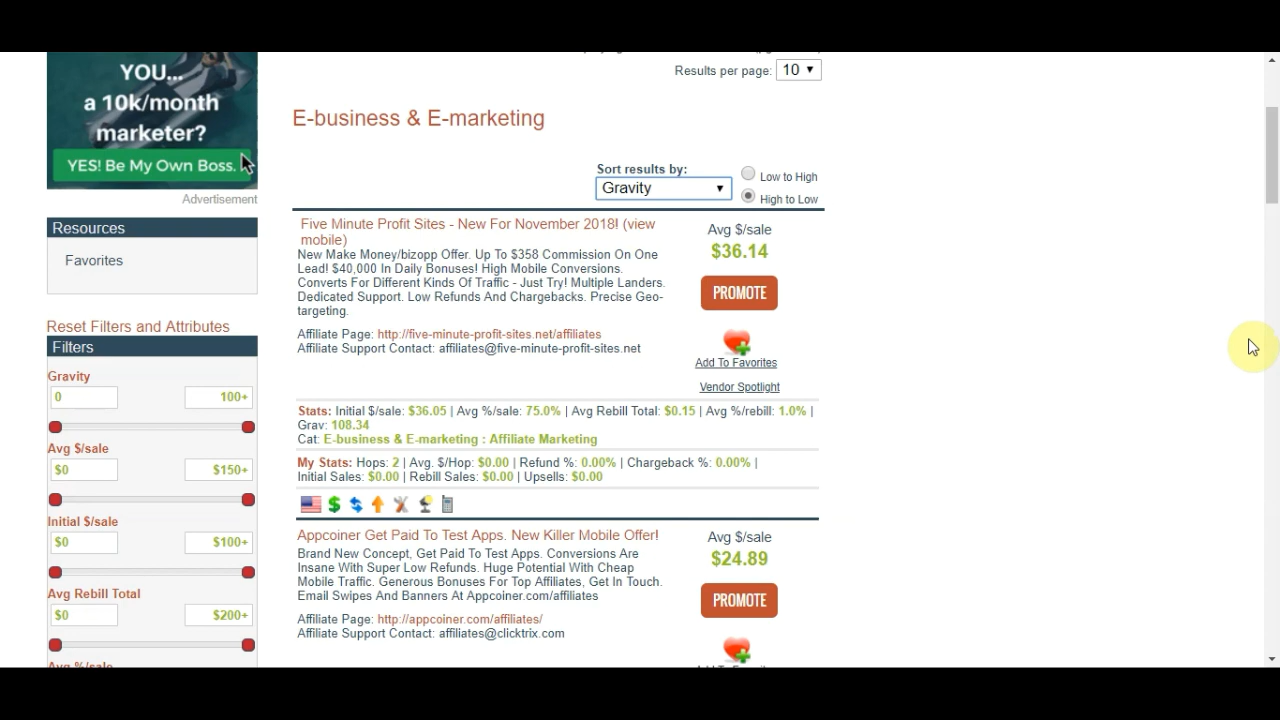 YOU...
a 10k/month
marketer?
YES! Be My Own Boss.
Advertisement
Resources
Favorites
Reset Filters and Attributes
Filters
Gravity
0 100+
Avg $/sale
$0 $150+
Initial $/sale
$0 $100+
Avg Rebill Total
$0 $200+
Results per page: 10
E-business & E-marketing
Sort results by:
Gravity
Low to High
High to Low
Five Minute Profit Sites - New For November 2018! (view
mobile)
New Make Money/bizopp Offer. Up To $358 Commission On One
Lead! $40,000 In Daily Bonuses! High Mobile Conversions.
Converts For Different Kinds Of Traffic - Just Try! Multiple Landers.
Dedicated Support. Low Refunds And Chargebacks. Precise Geo-
targeting.
Affiliate Page: http://five-minute-profit-sites.net/affiliates
Affiliate Support Contact: affiliates@five-minute-profit-sites.net
Avg $/sale
$36.14
PROMOTE
Add To Favorites
Vendor Spotlight
Stats: Initial $/sale: $36.05 | Avg %/sale: 75.0% | Avg Rebill Total: $0.15 | Avg %/rebill: 1.0% |
Grav: 108.34
Cat: E-business & E-marketing : Affiliate Marketing
My Stats: Hops: 2 | Avg. $/Hop: $0.00 | Refund %: 0.00% | Chargeback %: 0.00% |
Initial Sales: $0.00 | Rebill Sales: $0.00 | Upsells: $0.00
Appcoiner Get Paid To Test Apps. New Killer Mobile Offer!
Brand New Concept, Get Paid To Test Apps. Conversions Are
Insane With Super Low Refunds. Huge Potential With Cheap
Mobile Traffic. Generous Bonuses For Top Affiliates, Get In Touch.
Email Swipes And Banners At Appcoiner.com/affiliates
Affiliate Page: http://appcoiner.com/affiliates/
Affiliate Support Contact: affiliates@clicktrix.com
Avg $/sale
$24.89
PROMOTE